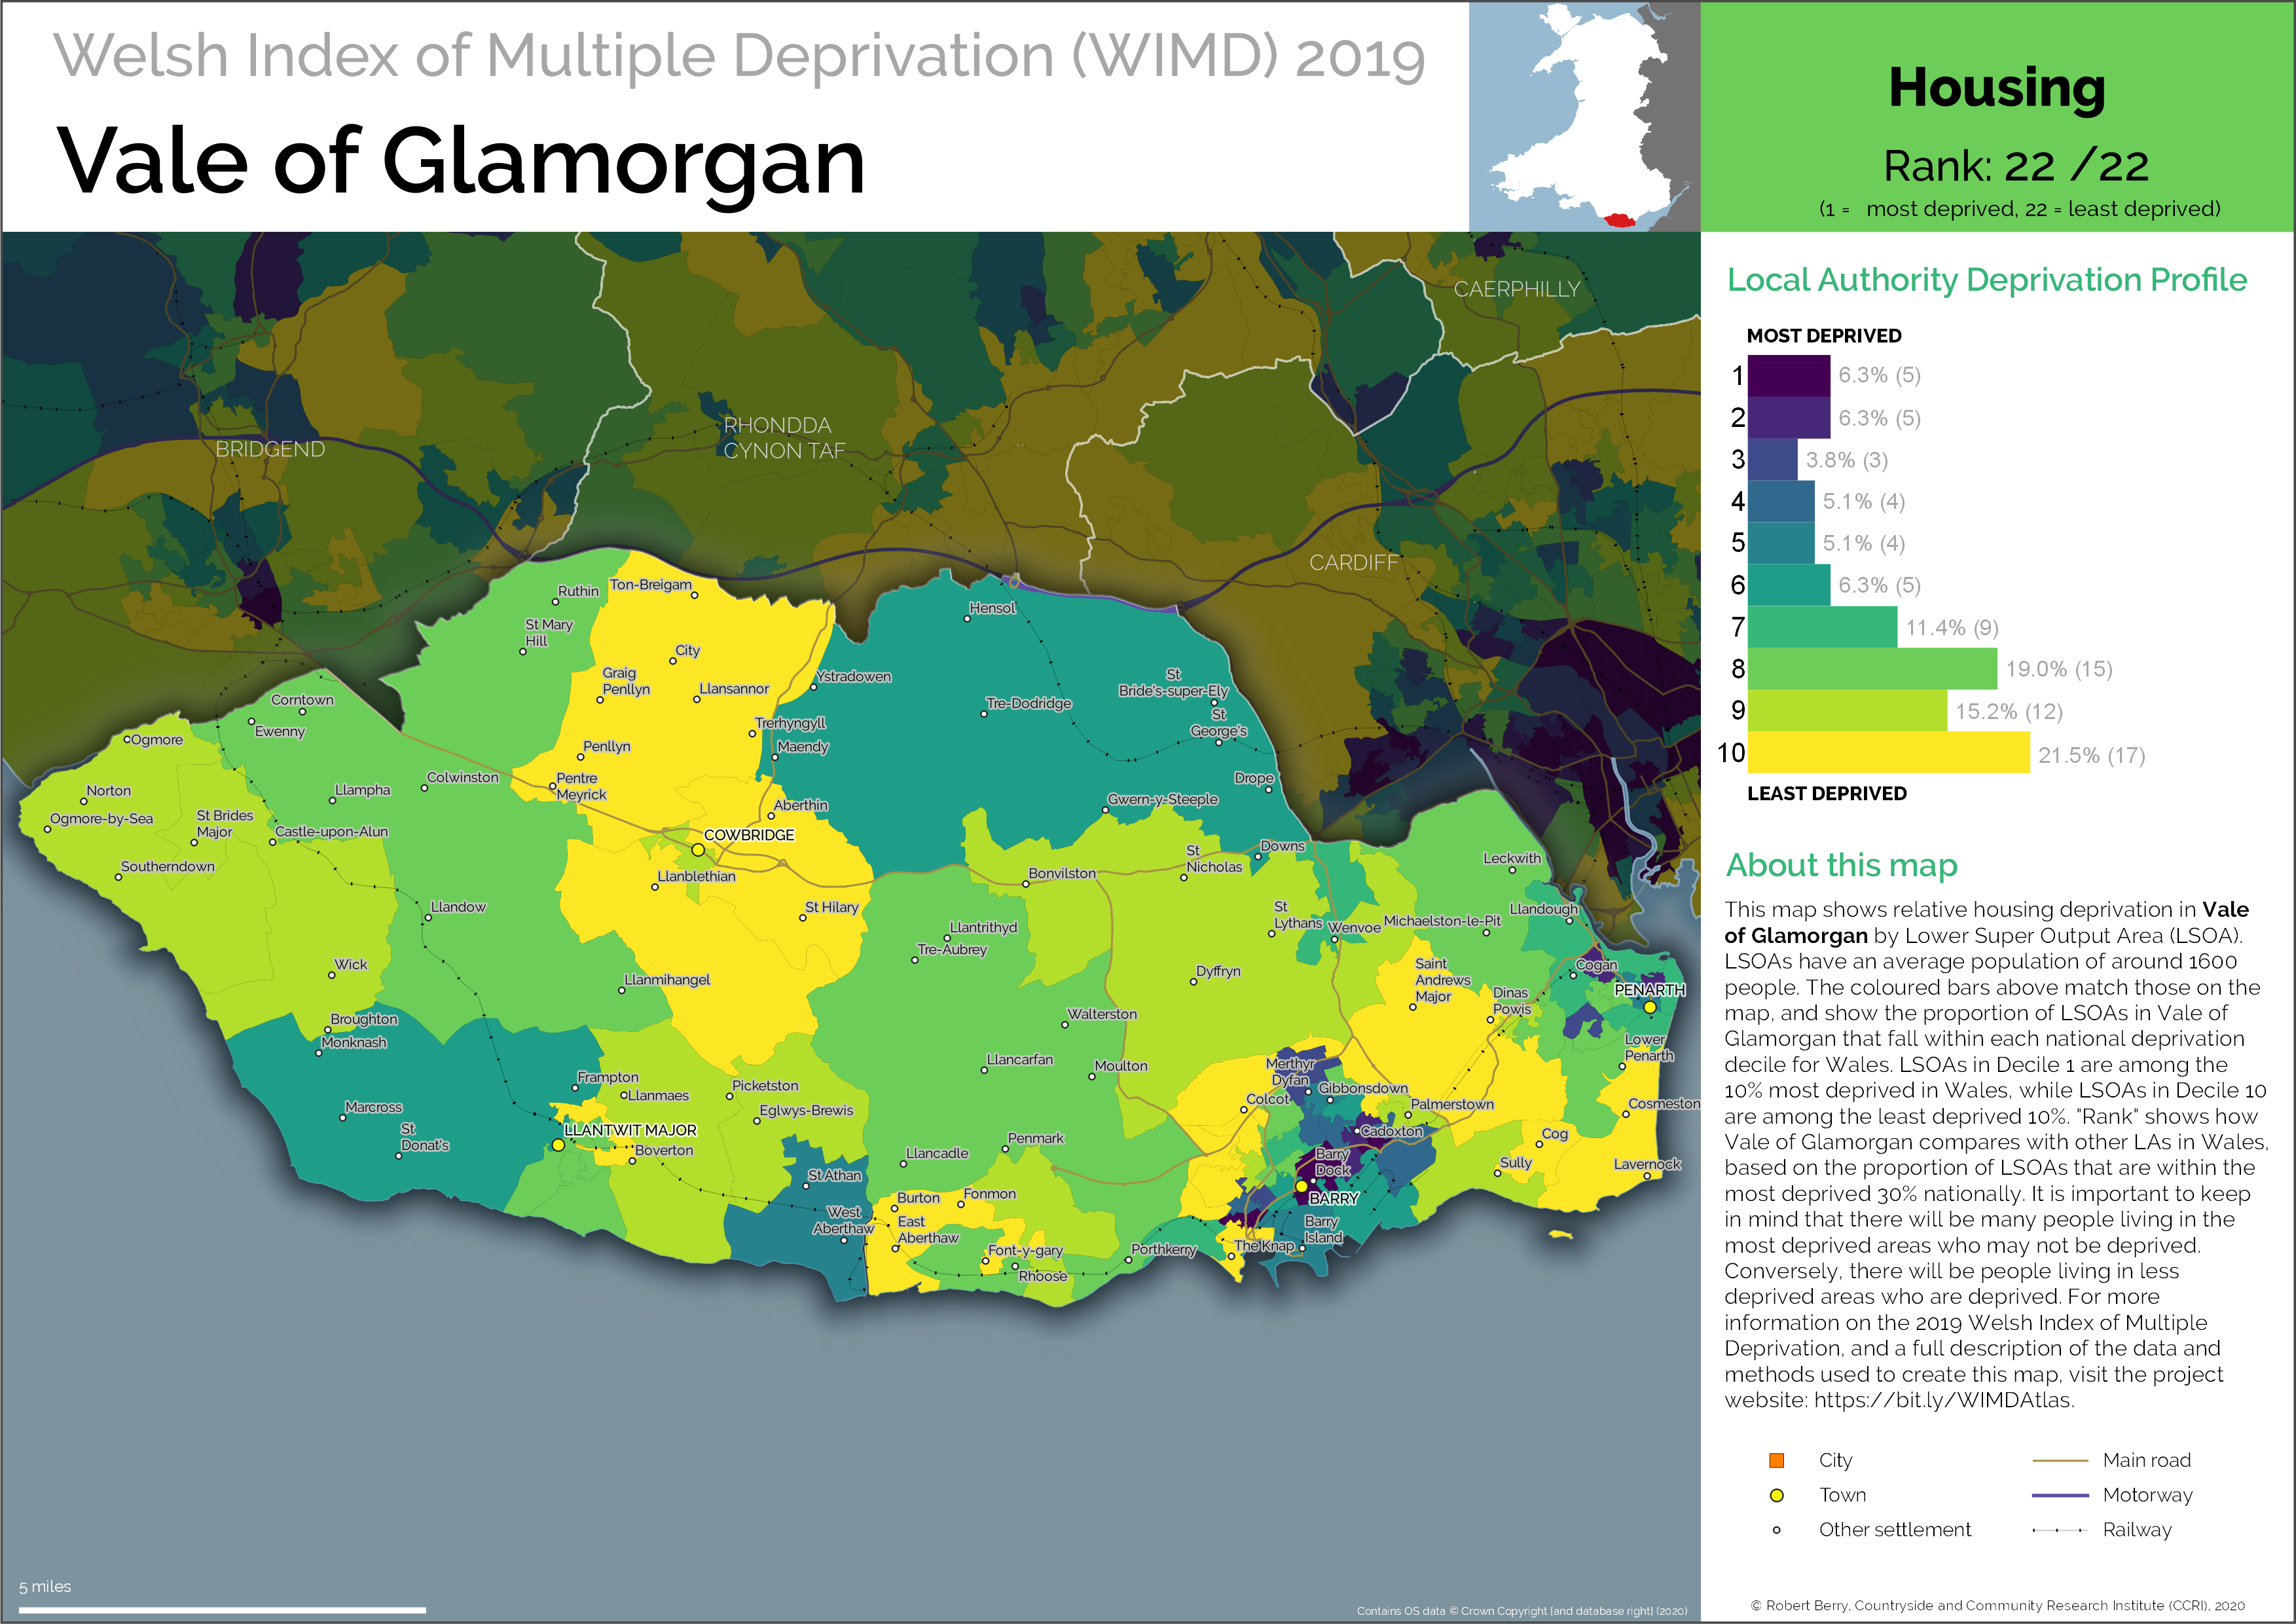 Welsh Index of Multiple Deprivation (WIMD) 2019
Vale of Glamorgan
Housing
Rank: 22 /22
(1 = most deprived, 22 = least deprived)
CAERPHILLY
RHONDDA
CYNON TAF
BRIDGEND
CARDIFF
Ruthin
Ton-Breigam
Hensol
St Mary
Hill
City
Graig
Penllyn
Llansannor
Ystradowen
St
Bride's-super-Ely
Tre-Dodridge
St
George's
Corntown
Ewenny
Trerhyngyll
Ogmore
Penllyn
Maendy
Colwinston
Pentre
Meyrick
Drope
Norton
Llampha
Gwern-y-Steeple
Aberthin
Ogmore-by-Sea
St Brides
Major
Castle-upon-Alun
COWBRIDGE
Downs
St
Nicholas
Leckwith
Southerndown
Llanblethian
Bonvilston
Llandow
St Hilary
St
Lythans
Wenvoe
Michaelston-le-Pit
Llandough
Llantrithyd
Tre-Aubrey
Wick
Llanmihangel
Dyffryn
Saint
Andrews
Major
Cogan
PENARTH
Dinas
Powis
Broughton
Monknash
Walterston
Lower
Penarth
Llancarfan
Moulton
Merthyr
Dyfan
Frampton
Llanmaes
Picketston
Gibbonsdown
Colcot
Palmerstown
Cosmeston
Marcross
Eglwys-Brewis
LLANTWIT MAJOR
Cadoxton
St
Donat's
Boverton
Penmark
Cog
Llancadle
Barry
Dock
Sully
Lavernock
St Athan
BARRY
Burton
Fonmon
West
Aberthaw
East
Aberthaw
Barry
Island
Font-y-gary
Porthkerry
The Knap
Rhoose
5 miles
Contains OS data © Crown Copyright [and database right] (2020)
Local Authority Deprivation Profile
MOST DEPRIVED
1 6.3% (5)
2 6.3% (5)
3 3.8% (3)
4 5.1% (4)
5 5.1% (4)
6 6.3% (5)
7 11.4% (9)
8 19.0% (15)
9 15.2% (12)
10 21.5% (17)
LEAST DEPRIVED
About this map
This map shows relative housing deprivation in Vale
of Glamorgan by Lower Super Output Area (LSOA).
LSOAs have an average population of around 1600
people. The coloured bars above match those on the
map, and show the proportion of LSOAs in Vale of
Glamorgan that fall within each national deprivation
decile for Wales. LSOAs in Decile 1 are among the
10% most deprived in Wales, while LSOAs in Decile 10
are among the least deprived 10%. "Rank" shows how
Vale of Glamorgan compares with other LAs in Wales,
based on the proportion of LSOAs that are within the
most deprived 30% nationally. It is important to keep
in mind that there will be many people living in the
most deprived areas who may not be deprived.
Conversely, there will be people living in less
deprived areas who are deprived. For more
information on the 2019 Welsh Index of Multiple
Deprivation, and a full description of the data and
methods used to create this map, visit the project
website: https://bit.ly/WIMDAtlas.
City
Main road
Town
Motorway
Other settlement
Railway
© Robert Berry, Countryside and Community Research Institute (CCRI), 2020